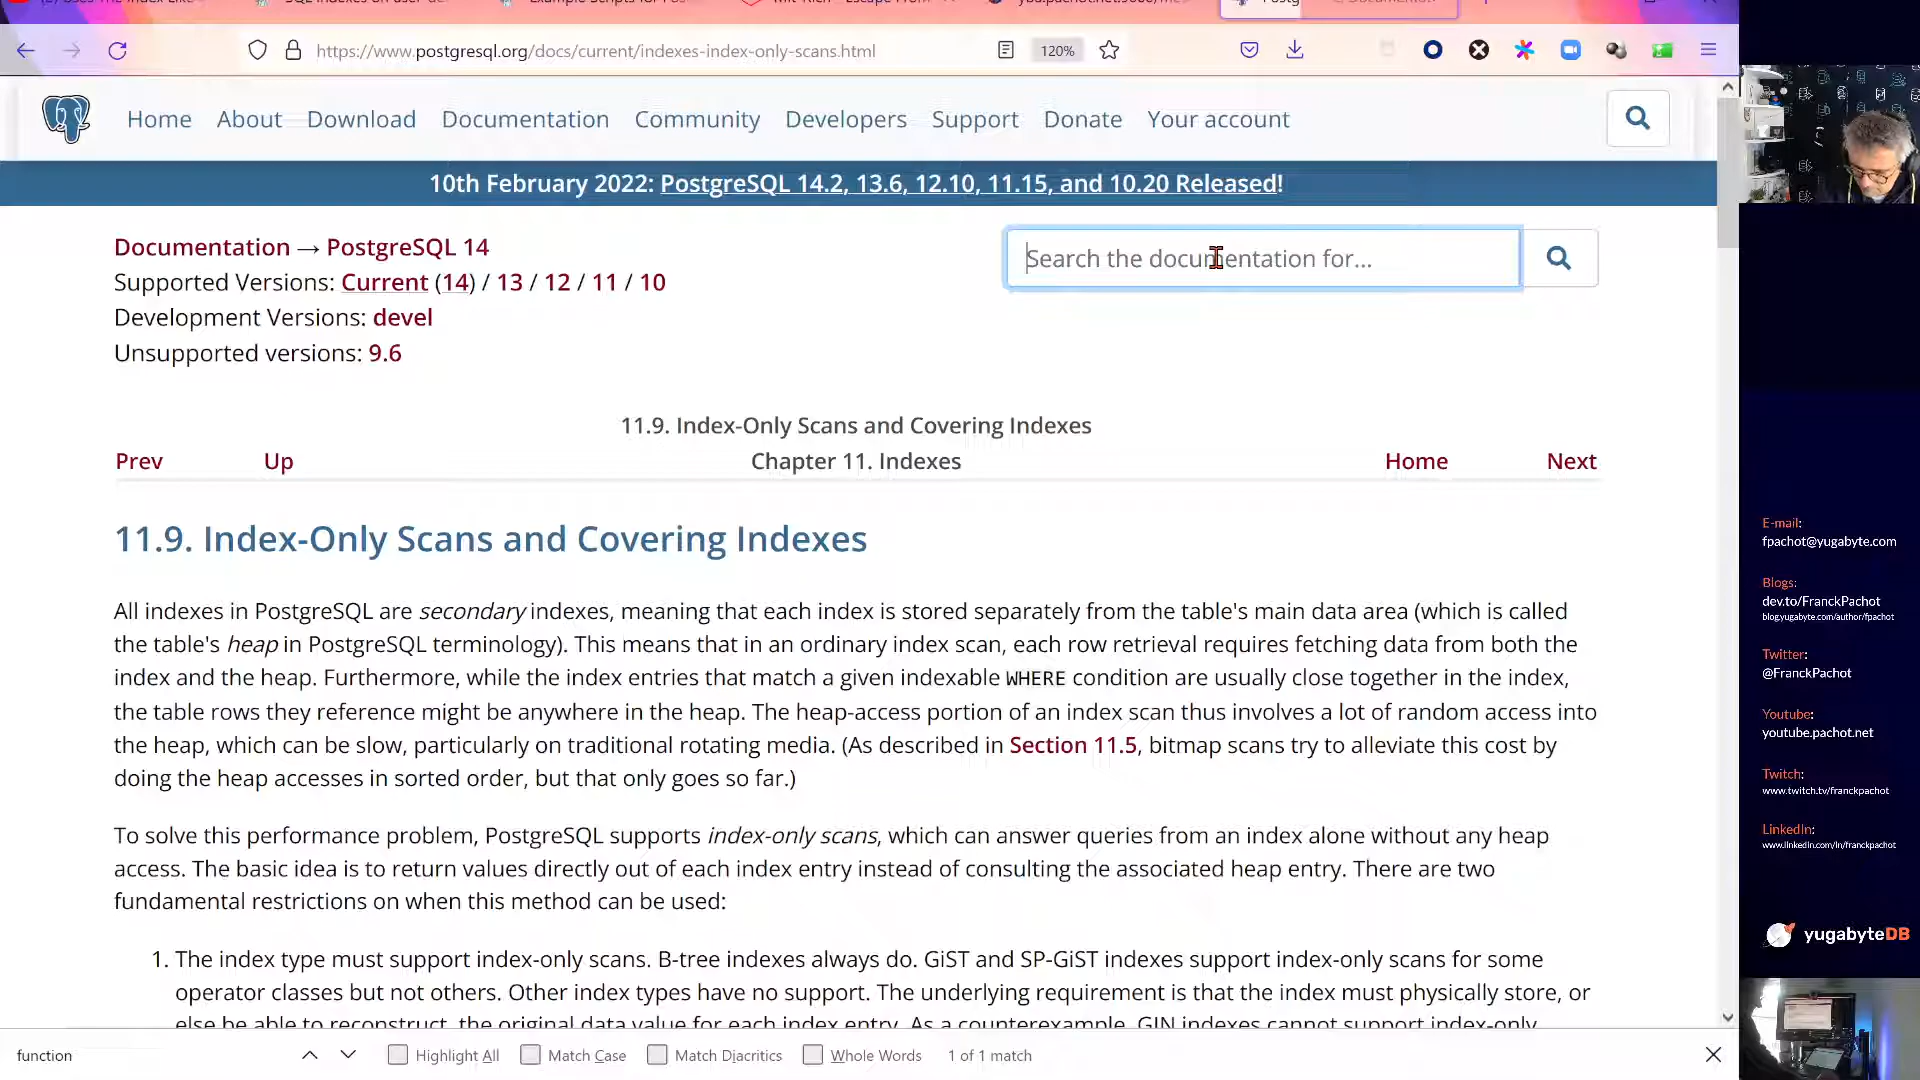 https://www.postgresql.org/docs/current/indexes-index-only-scans.html
120%
Home About Download Documentation Community Developers Support Donate Your account
10th February 2022: PostgreSQL 14.2, 13.6, 12.10, 11.15, and 10.20 Released!
Documentation → PostgreSQL 14
Supported Versions: Current (14) / 13 / 12 / 11 / 10
Development Versions: devel
Unsupported versions: 9.6
Search the documentation for...
11.9. Index-Only Scans and Covering Indexes
Prev Up Chapter 11. Indexes Home Next
11.9. Index-Only Scans and Covering Indexes
All indexes in PostgreSQL are secondary indexes, meaning that each index is stored separately from the table's main data area (which is called
the table's heap in PostgreSQL terminology). This means that in an ordinary index scan, each row retrieval requires fetching data from both the
index and the heap. Furthermore, while the index entries that match a given indexable WHERE condition are usually close together in the index,
the table rows they reference might be anywhere in the heap. The heap-access portion of an index scan thus involves a lot of random access into
the heap, which can be slow, particularly on traditional rotating media. (As described in Section 11.5, bitmap scans try to alleviate this cost by
doing the heap accesses in sorted order, but that only goes so far.)
To solve this performance problem, PostgreSQL supports index-only scans, which can answer queries from an index alone without any heap
access. The basic idea is to return values directly out of each index entry instead of consulting the associated heap entry. There are two
fundamental restrictions on when this method can be used:
1. The index type must support index-only scans. B-tree indexes always do. GiST and SP-GiST indexes support index-only scans for some
operator classes but not others. Other index types have no support. The underlying requirement is that the index must physically store, or
else be able to reconstruct, the original data value for each index entry. As a counterexample, GIN indexes cannot support index-only
function Highlight All Match Case Match Diacritics Whole Words 1 of 1 match
E-mail:
fpachot@yugabyte.com
Blogs:
dev.to/FranckPachot
blog.yugabyte.com/author/fpachot
Twitter:
@FranckPachot
Youtube:
youtube.pachot.net
Twitch:
www.twitch.tv/franckpachot
LinkedIn:
www.linkedin.com/in/franckpachot
yugabyteDB